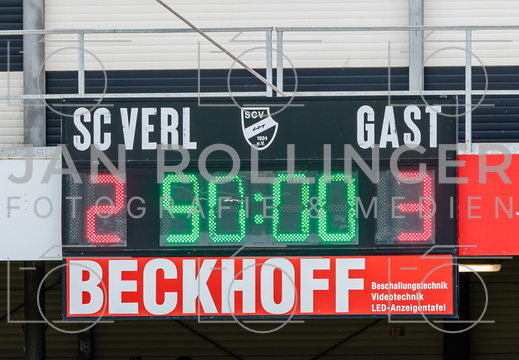 SC VERL
SCV
1924
e.V.
GAST
JAN ROLLINGER
FOTOGRAFIE & MEDIEN
2 90:00 3
BECKHOFF
Beschallungstechnik
Videotechnik
LED-Anzeigentafel